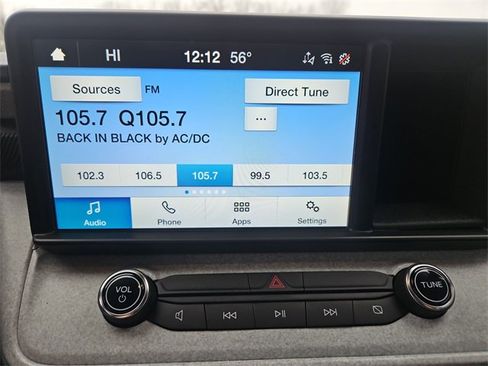 HI 12:12 56°
Sources FM Direct Tune
105.7 Q105.7
BACK IN BLACK by AC/DC
...
102.3 106.5 105.7 99.5 103.5
Audio Phone Apps Settings
VOL TUNE